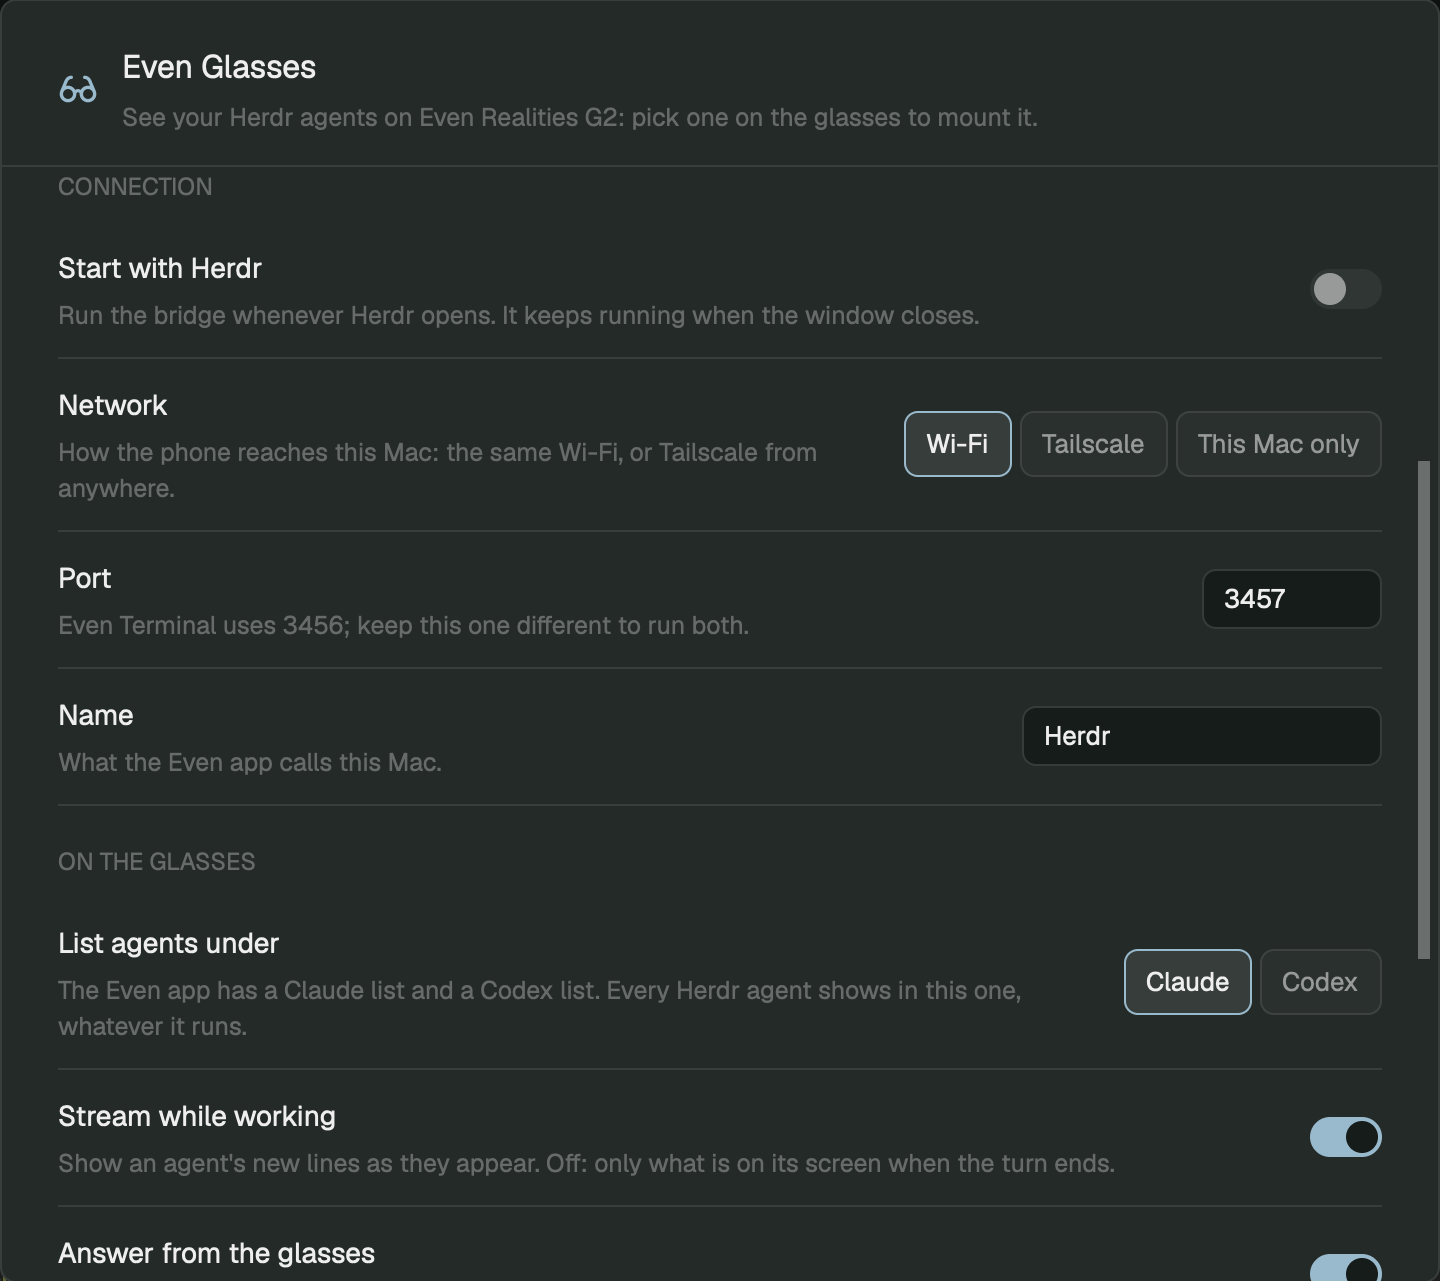 Even Glasses
See your Herdr agents on Even Realities G2: pick one on the glasses to mount it.
CONNECTION
Start with Herdr
Run the bridge whenever Herdr opens. It keeps running when the window closes.
Network
How the phone reaches this Mac: the same Wi-Fi, or Tailscale from
anywhere.
Wi-Fi Tailscale This Mac only
Port
Even Terminal uses 3456; keep this one different to run both.
3457
Name
What the Even app calls this Mac.
Herdr
ON THE GLASSES
List agents under
The Even app has a Claude list and a Codex list. Every Herdr agent shows in this one,
whatever it runs.
Claude Codex
Stream while working
Show an agent's new lines as they appear. Off: only what is on its screen when the turn ends.
Answer from the glasses